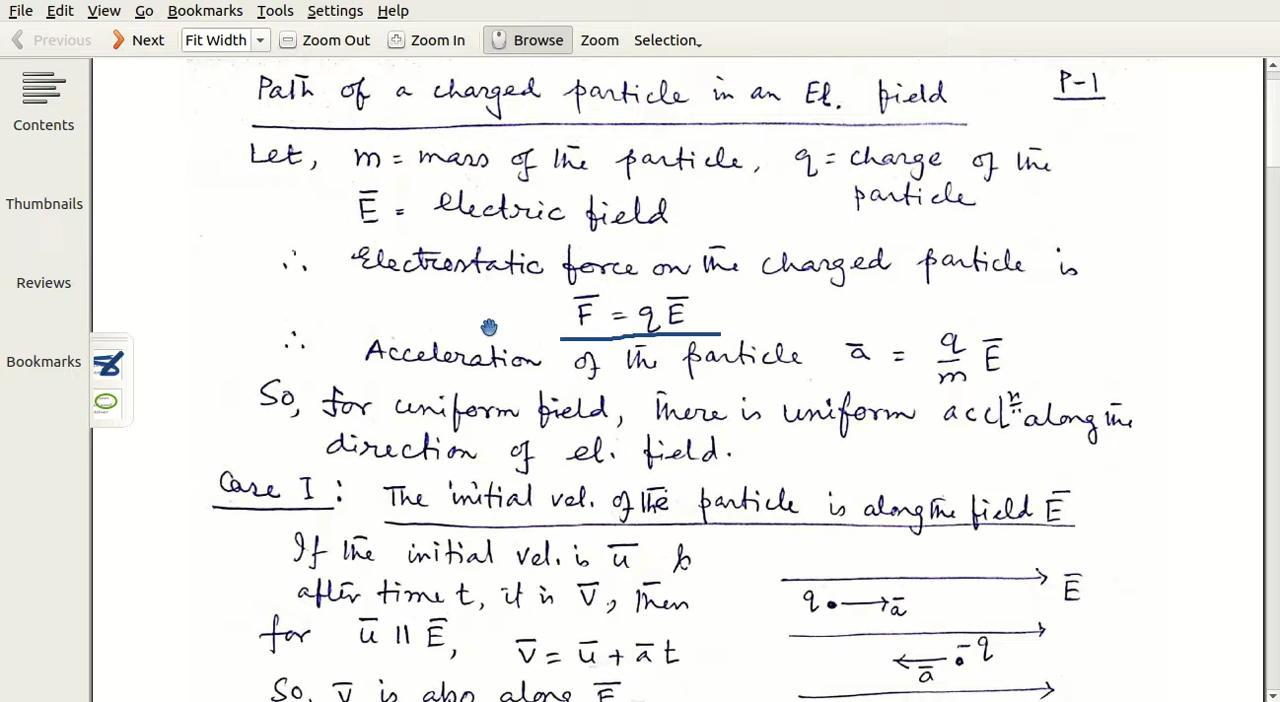 File Edit View Go Bookmarks Tools Settings Help
Previous Next Fit Width Zoom Out Zoom In Browse Zoom Selection
Contents
Thumbnails
Reviews
Bookmarks
Path of a charged particle in an El. field P-1
Let, m = mass of the particle, q = charge of the particle
E̅ = electric field
∴ Electrostatic force on the charged particle is
F̅ = q E̅
∴ Acceleration of the particle a̅ = q/m E̅
So, for uniform field, there is uniform accl^n along the
direction of el. field.
Case I : The initial vel. of the particle is along the field E̅
If the initial vel. is u̅ &
after time t, it is v̅, then
for u̅ || E̅,
v̅ = u̅ + a̅ t
So, v̅ is also along E̅
E̅
q a̅
-q
a̅